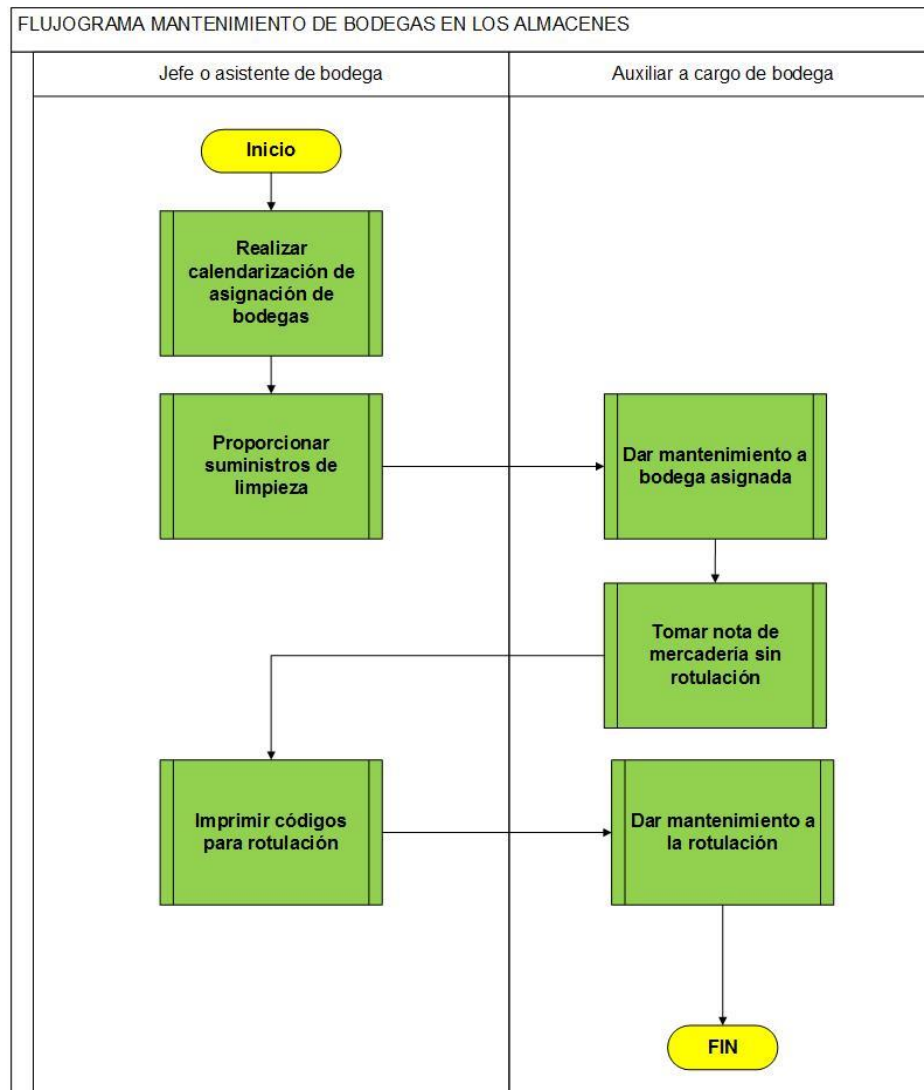 FLUJOGRAMA MANTENIMIENTO DE BODEGAS EN LOS ALMACENES
Jefe o asistente de bodega
Auxiliar a cargo de bodega
Inicio
Realizar
calendarización de
asignación de
bodegas
Proporcionar
suministros de
limpieza
Dar mantenimiento a
bodega asignada
Tomar nota de
mercadería sin
rotulación
Imprimir códigos
para rotulación
Dar mantenimiento a
la rotulación
FIN